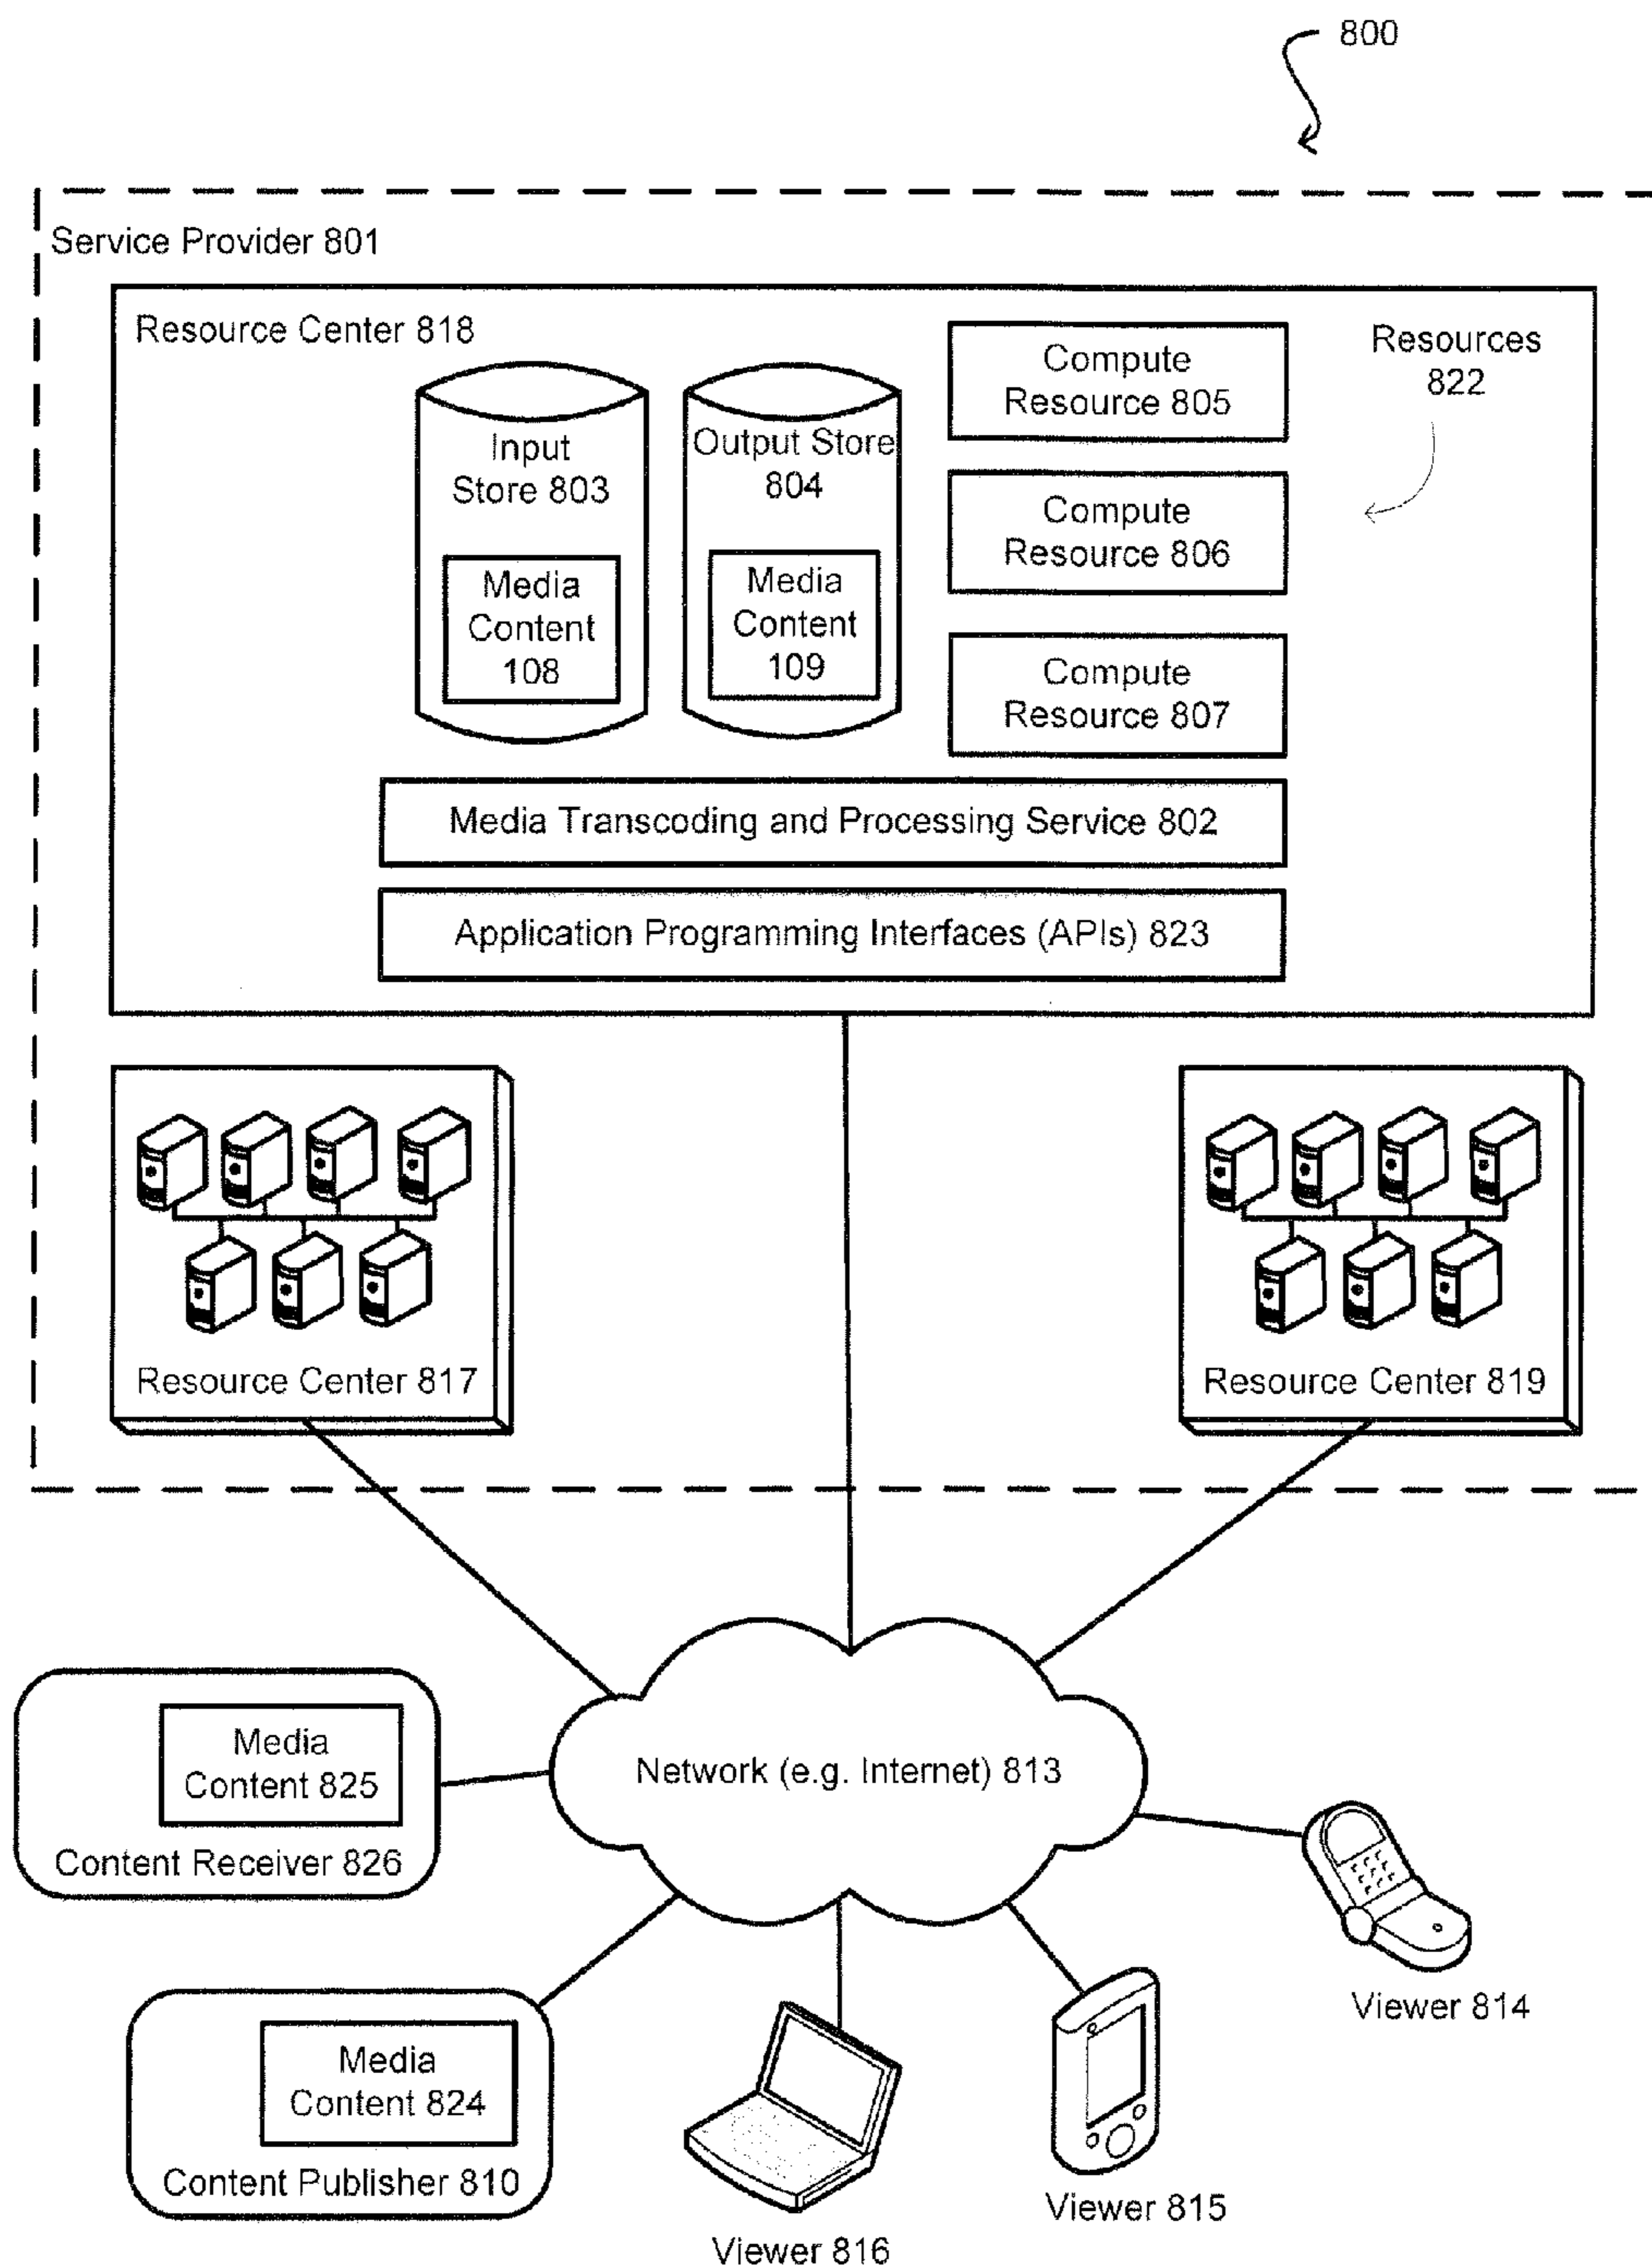 800
Service Provider 801
Resource Center 818
Input
Store 803
Media
Content
108
Output Store
804
Media
Content
109
Compute
Resource 805
Compute
Resource 806
Compute
Resource 807
Resources
822
Media Transcoding and Processing Service 802
Application Programming Interfaces (APIs) 823
Resource Center 817
Resource Center 819
Network (e.g. Internet) 813
Media
Content 825
Content Receiver 826
Media
Content 824
Content Publisher 810
Viewer 816
Viewer 815
Viewer 814